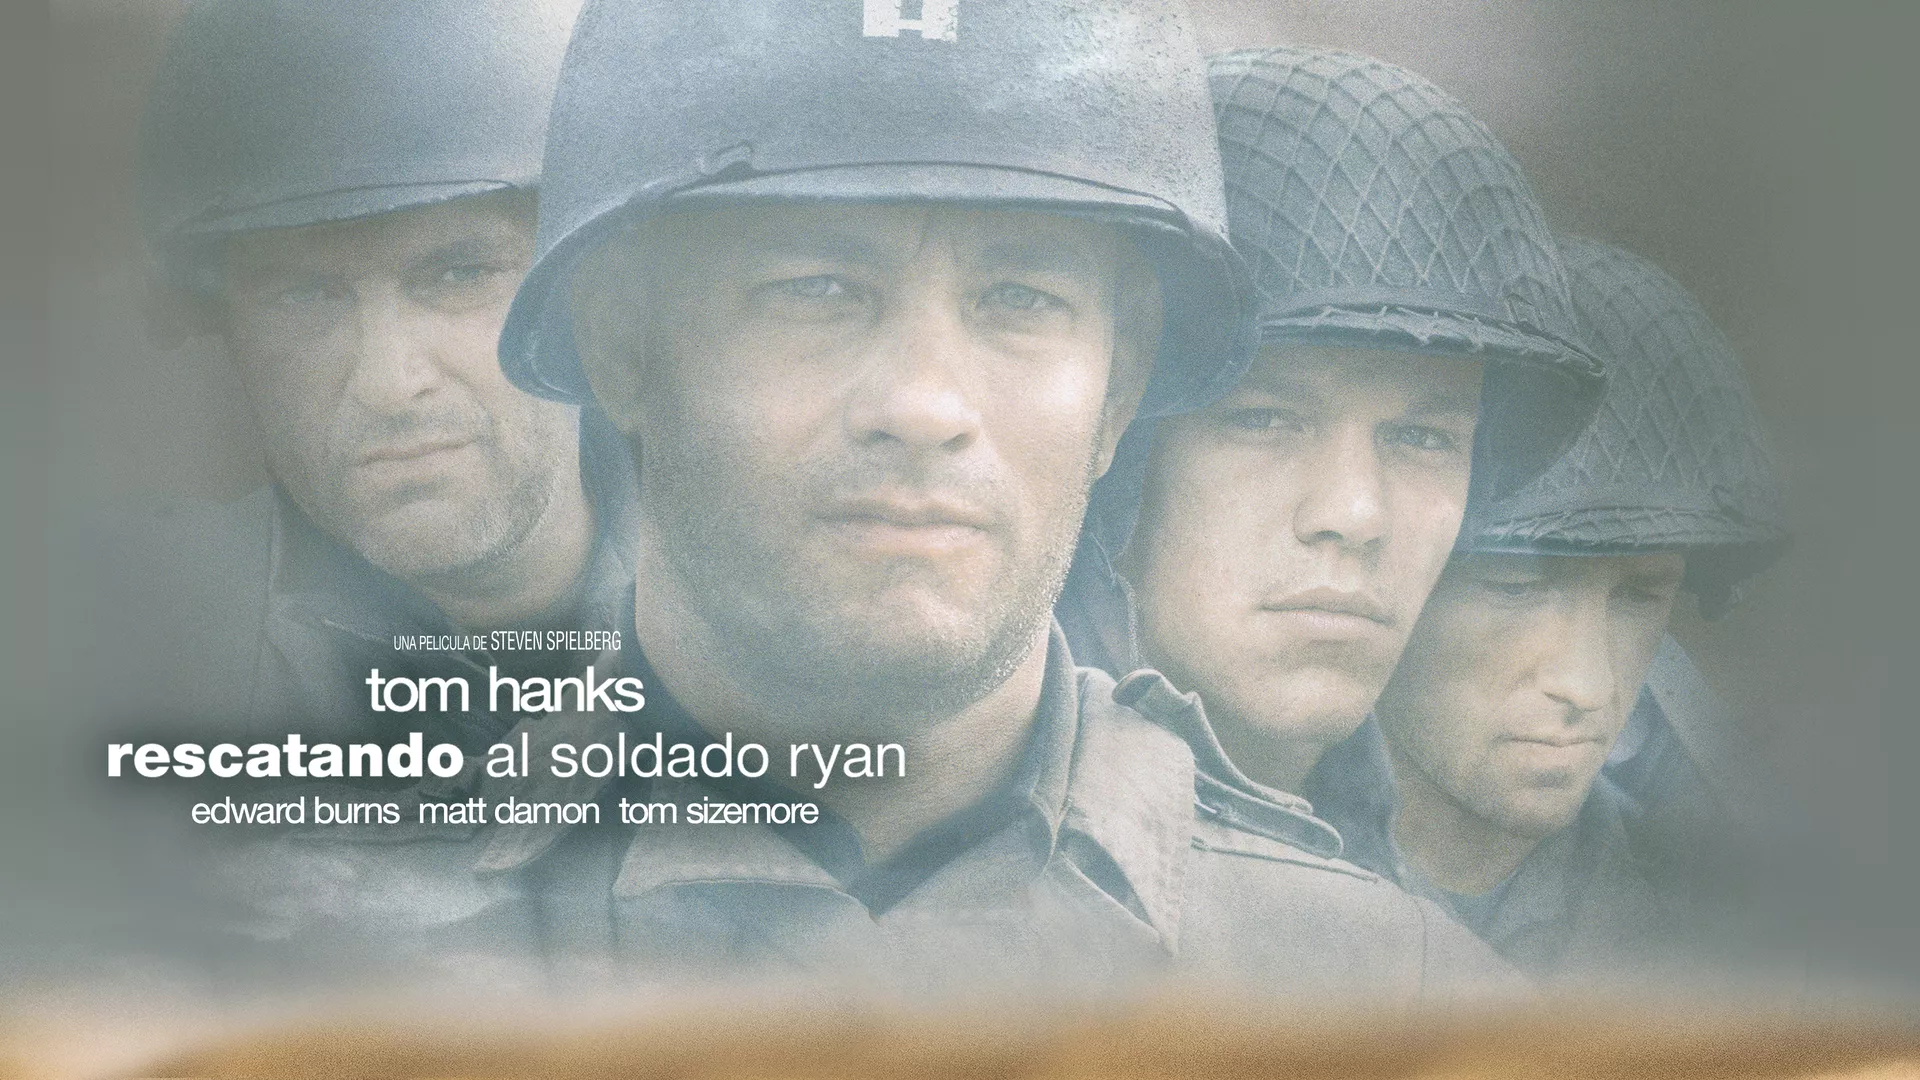 UNA PELICULA DE STEVEN SPIELBERG
tom hanks
rescatando al soldado ryan
edward burns matt damon tom sizemore